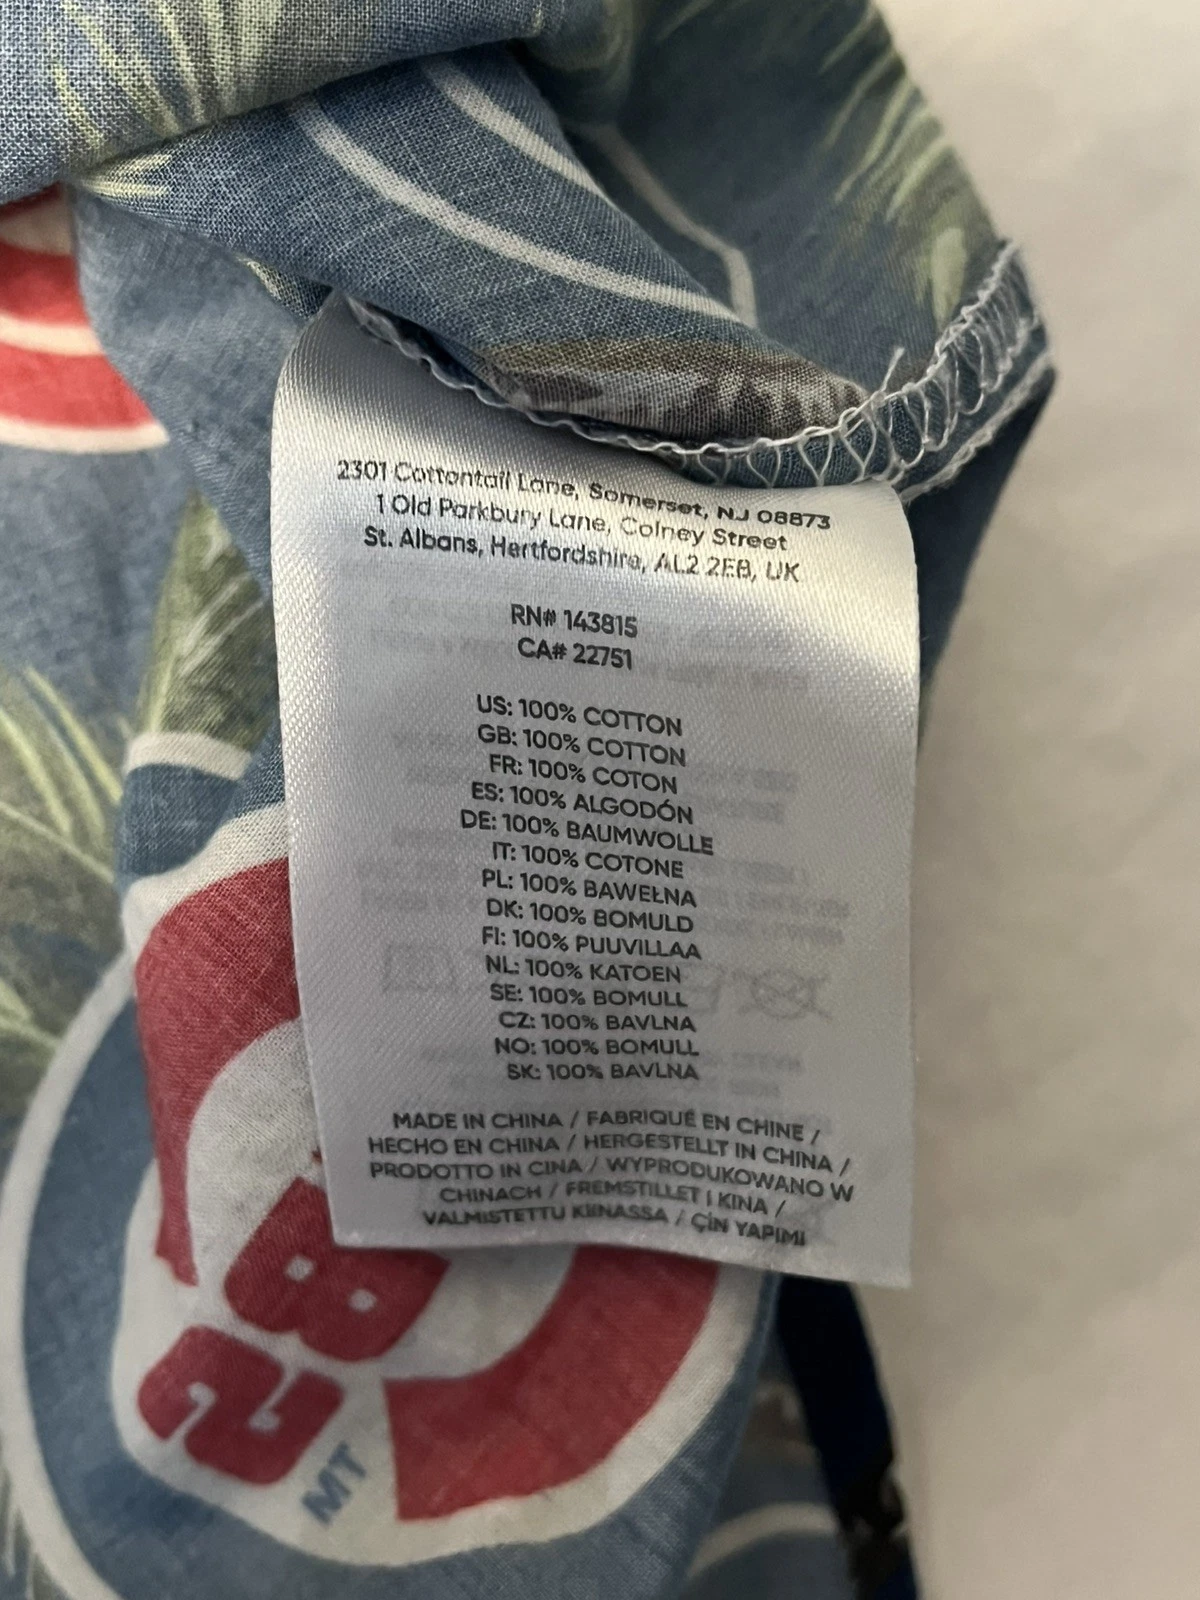 2301 Cottontail Lane, Somerset, NJ 08873
1 Old Parkbury Lane, Colney Street
St. Albans, Hertfordshire, AL2 2EB, UK
RN# 143815
CA# 22751
US: 100% COTTON
GB: 100% COTTON
FR: 100% COTON
ES: 100% ALGODÓN
DE: 100% BAUMWOLLE
IT: 100% COTONE
PL: 100% BAWEŁNA
DK: 100% BOMULD
FI: 100% PUUVILLAA
NL: 100% KATOEN
SE: 100% BOMULL
CZ: 100% BAVLNA
NO: 100% BOMULL
SK: 100% BAVLNA
MADE IN CHINA / FABRIQUÉ EN CHINE /
HECHO EN CHINA / HERGESTELLT IN CHINA /
PRODOTTO IN CINA / WYPRODUKOWANO W
CHINACH / FREMSTILLET I KINA /
VALMISTETTU KIINASSA / ÇİN YAPIMI